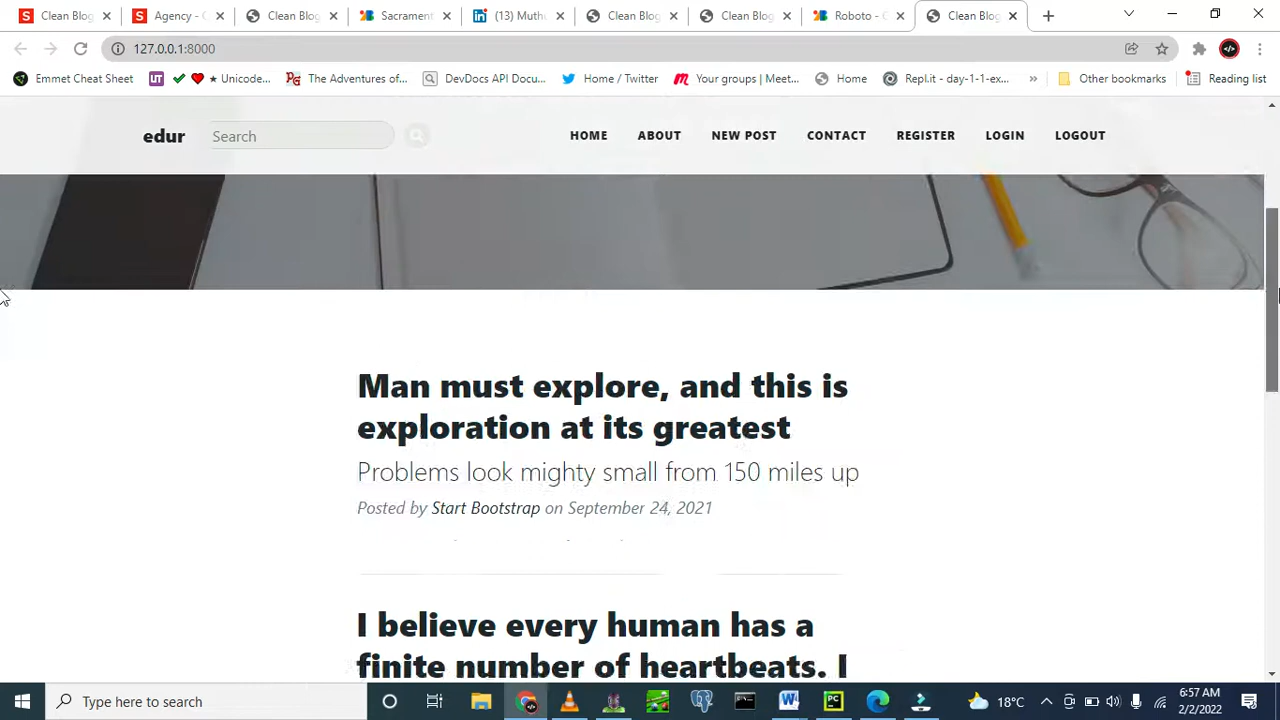 Clean Blog
Agency - C
Clean Blog
Sacrament
(13) Muth
Clean Blog
Clean Blog
Roboto - G
Clean Blog
127.0.0.1:8000
Emmet Cheat Sheet
UT ✔ ❤ ★ Unicode...
The Adventures of...
DevDocs API Docu...
Home / Twitter
Your groups | Meet...
Home
Repl.it - day-1-1-ex...
»
Other bookmarks
Reading list
edur
Search
HOME
ABOUT
NEW POST
CONTACT
REGISTER
LOGIN
LOGOUT
Man must explore, and this is
exploration at its greatest
Problems look mighty small from 150 miles up
Posted by Start Bootstrap on September 24, 2021
I believe every human has a
finite number of heartbeats. I
Type here to search
18°C
6:57 AM
2/2/2022